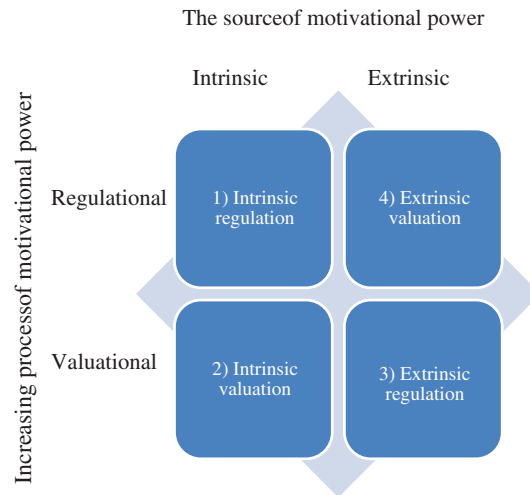 The sourceof motivational power
Intrinsic
Extrinsic
Increasing processof motivational power
Regulational
1) Intrinsic
regulation
4) Extrinsic
valuation
Valuational
2) Intrinsic
valuation
3) Extrinsic
regulation